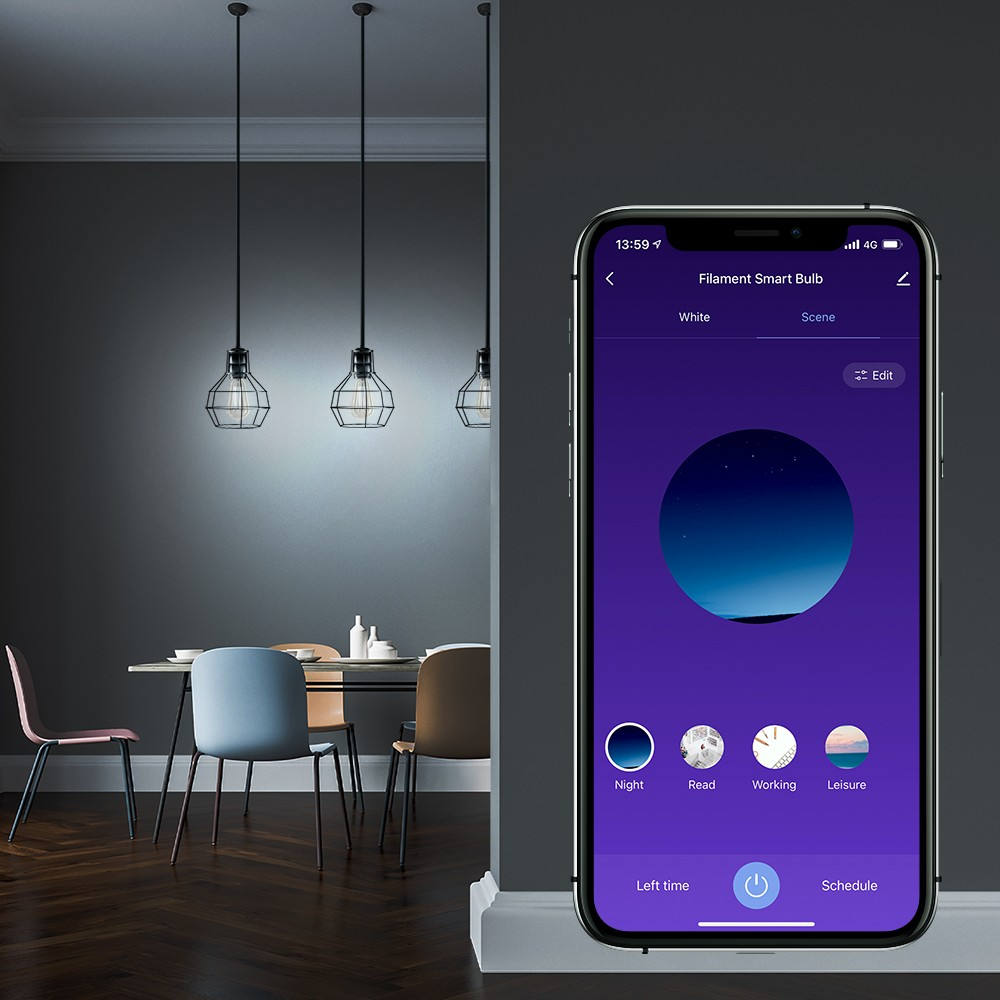 13:59 4G
Filament Smart Bulb
White Scene
Edit
Night Read Working Leisure
Left time Schedule